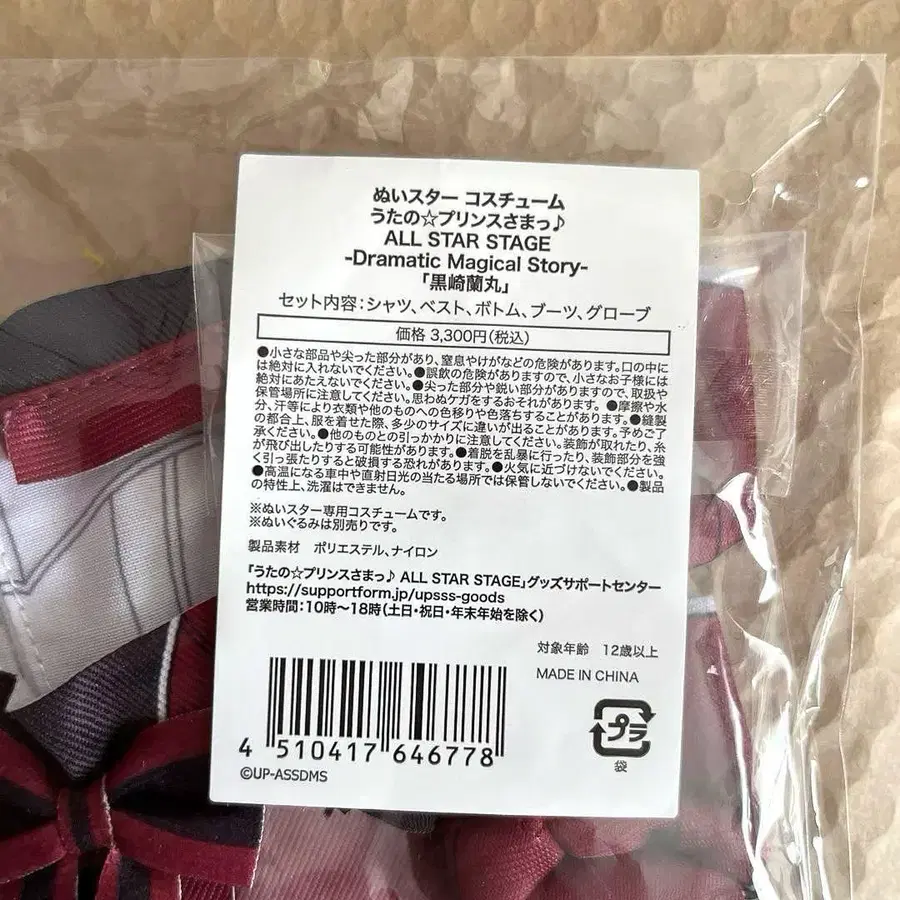 ぬいスター コスチューム
うたの☆プリンスさまっ♪
ALL STAR STAGE
-Dramatic Magical Story-
「黒崎蘭丸」
セット内容：シャツ、ベスト、ボトム、ブーツ、グローブ
価格 3,300円（税込）
●小さな部品や尖った部分があり、窒息やけがなどの危険があります。口の中には絶対に入れないでください。●誤飲の危険がありますので、小さなお子様には
絶対にあたえないでください。●尖った部分や鋭い部分がありますので、取扱や
保管場所に注意してください。思わぬケガをするおそれがあります。●摩擦や水
分、汗等により衣類や他のものへの色移りや色落ちすることがあります。●縫製
の都合上、服を着せた際、多少のサイズに違いが出ることがあります。予めご了
承ください。●他のものとの引っかかりに注意してください。装飾が取れたり、糸
が飛び出したりする可能性があります。●着脱を乱暴に行ったり、装飾部分を強
く引っ張たりすると破損する恐れがあります。●火気に近づけないでください。
●高温になる車中や直射日光の当たる場所では保管しないでください。●製品
の特性上、洗濯はできません。
※ぬいスター専用コスチュームです。
※ぬいぐるみは別売りです。
製品素材 ポリエステル、ナイロン
「うたの☆プリンスさまっ♪ ALL STAR STAGE」グッズサポートセンター
https://supportform.jp/upsss-goods
営業時間：10時〜18時（土日・祝日・年末年始を除く）
対象年齢 12歳以上
MADE IN CHINA
プラ
袋
4 510417 646778
©UP-ASSDMS